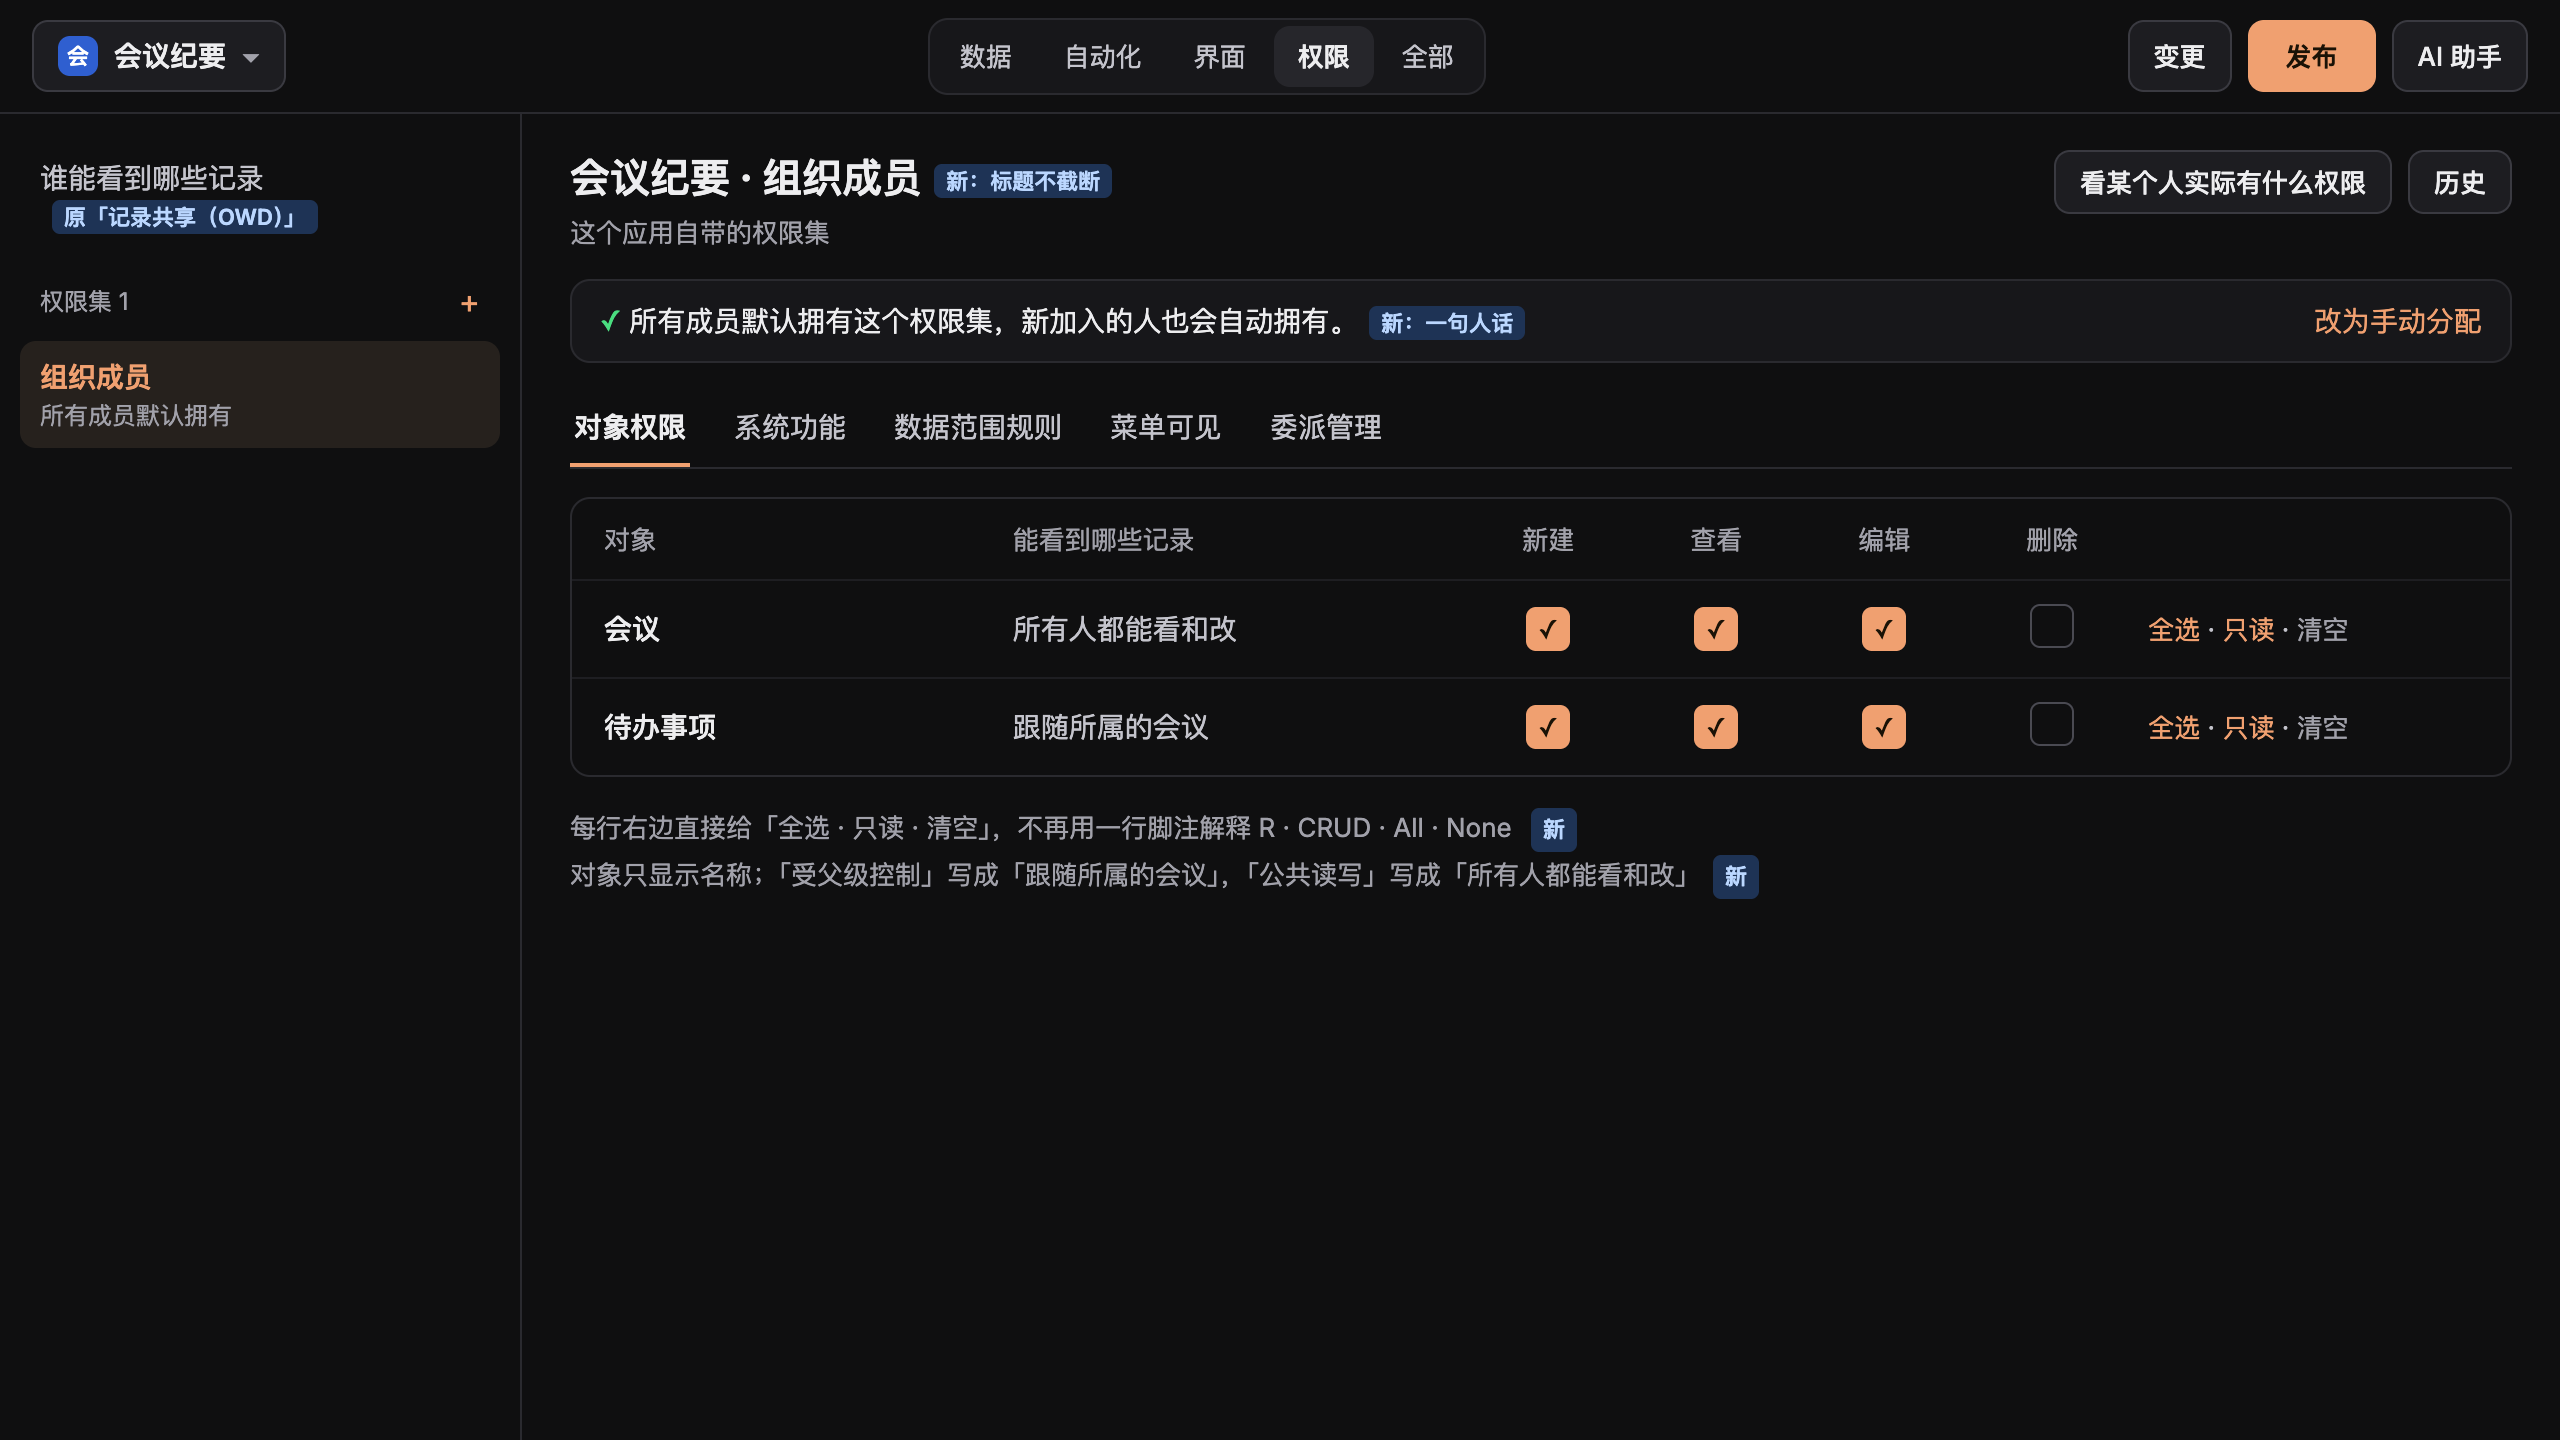 会 会议纪要
数据 自动化 界面 权限 全部
变更 发布 AI 助手
谁能看到哪些记录
原「记录共享（OWD）」
权限集 1 +
组织成员
所有成员默认拥有
会议纪要 · 组织成员 新：标题不截断
这个应用自带的权限集
看某个人实际有什么权限 历史
✓ 所有成员默认拥有这个权限集，新加入的人也会自动拥有。 新：一句人话 改为手动分配
对象权限 系统功能 数据范围规则 菜单可见 委派管理
对象 能看到哪些记录 新建 查看 编辑 删除
会议 所有人都能看和改 ✓ ✓ ✓ 全选 · 只读 · 清空
待办事项 跟随所属的会议 ✓ ✓ ✓ 全选 · 只读 · 清空
每行右边直接给「全选 · 只读 · 清空」，不再用一行脚注解释 R · CRUD · All · None 新
对象只显示名称；「受父级控制」写成「跟随所属的会议」，「公共读写」写成「所有人都能看和改」 新